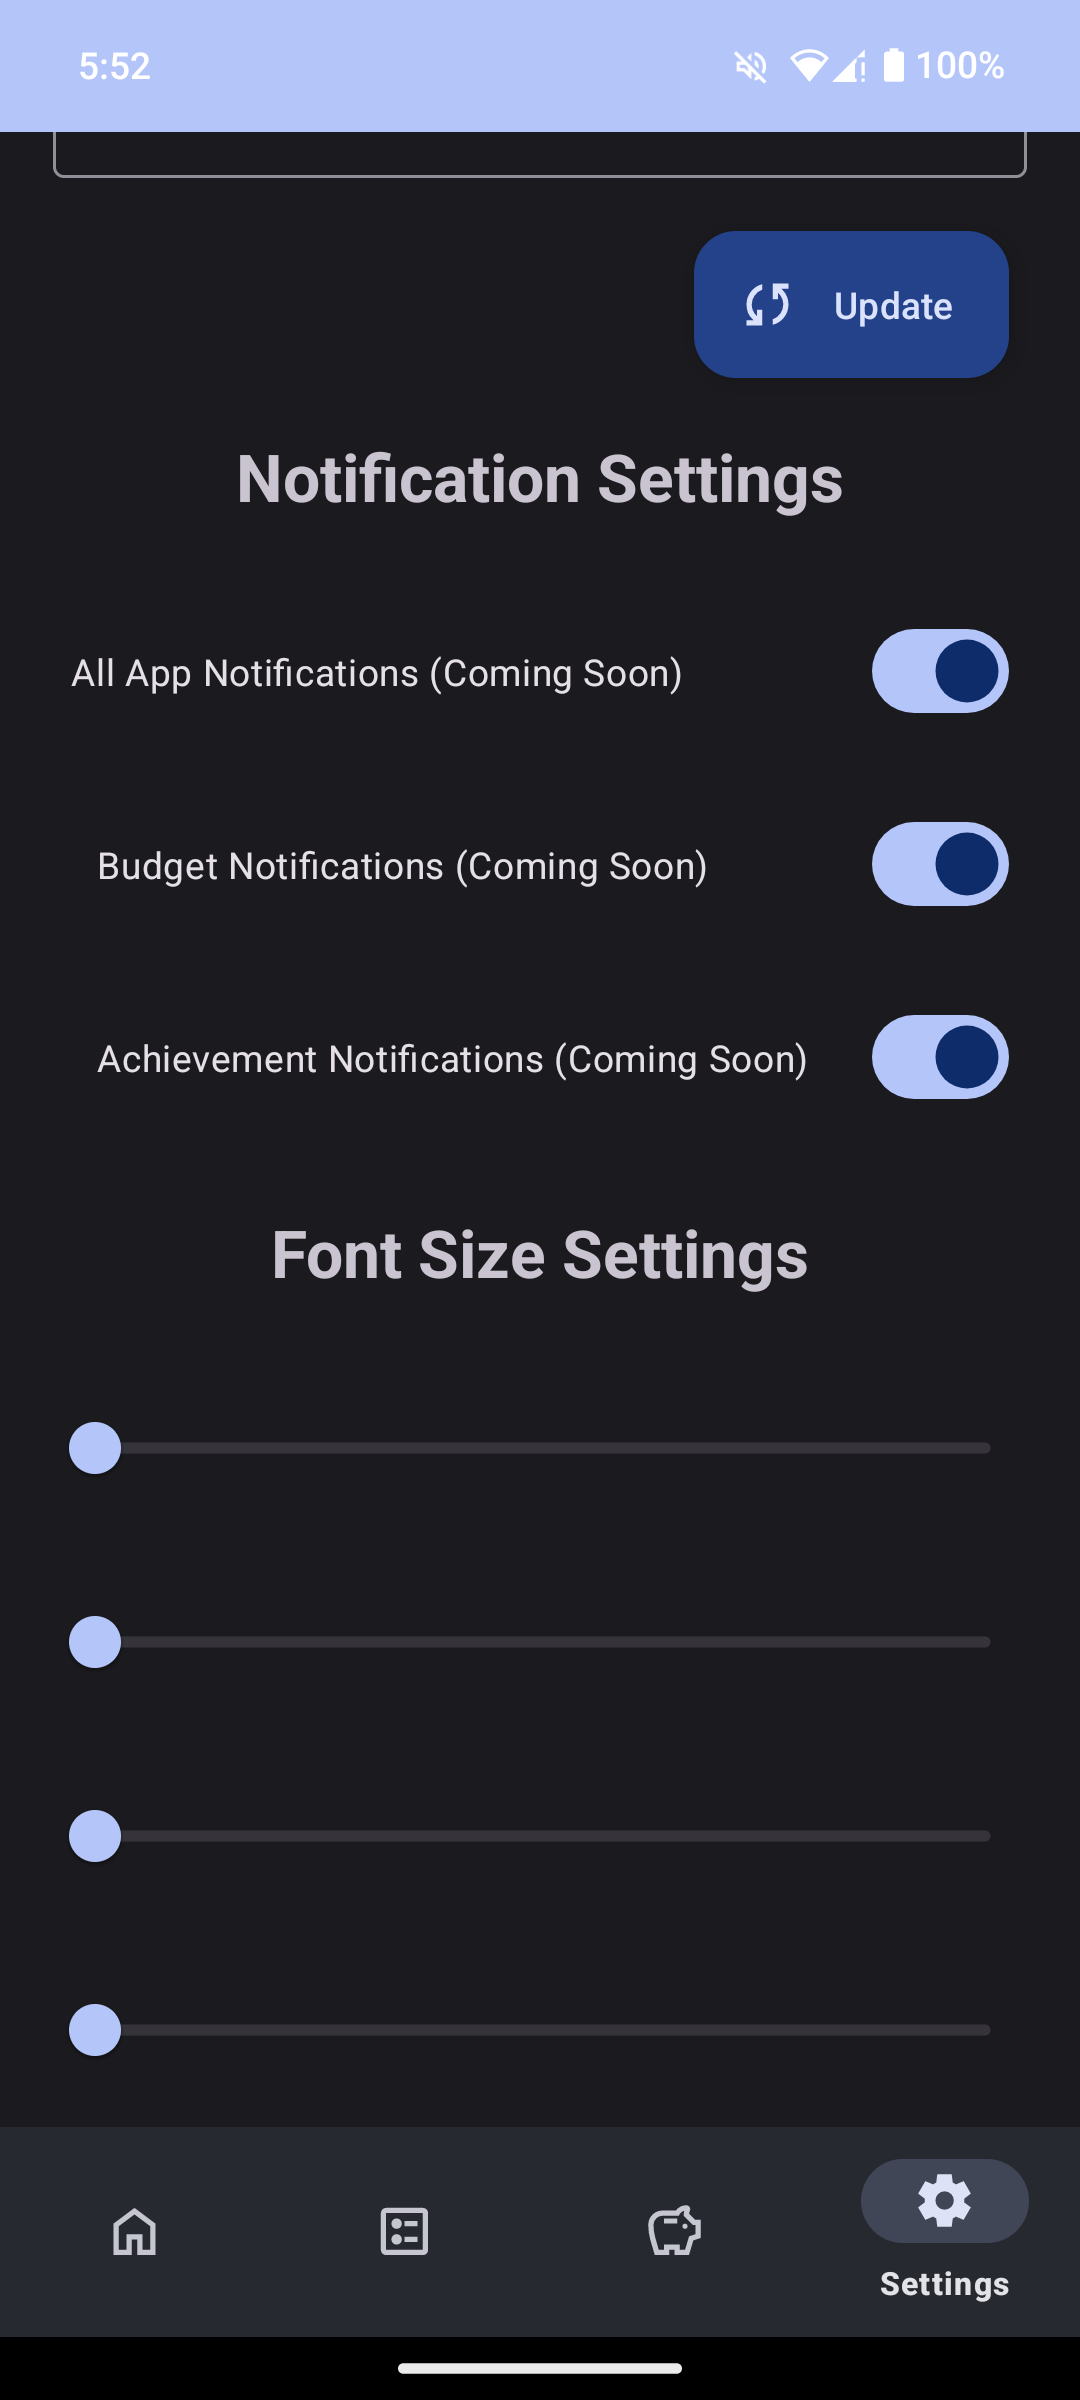 5:52
100%
Update
Notification Settings
All App Notifications (Coming Soon)
Budget Notifications (Coming Soon)
Achievement Notifications (Coming Soon)
Font Size Settings
Settings